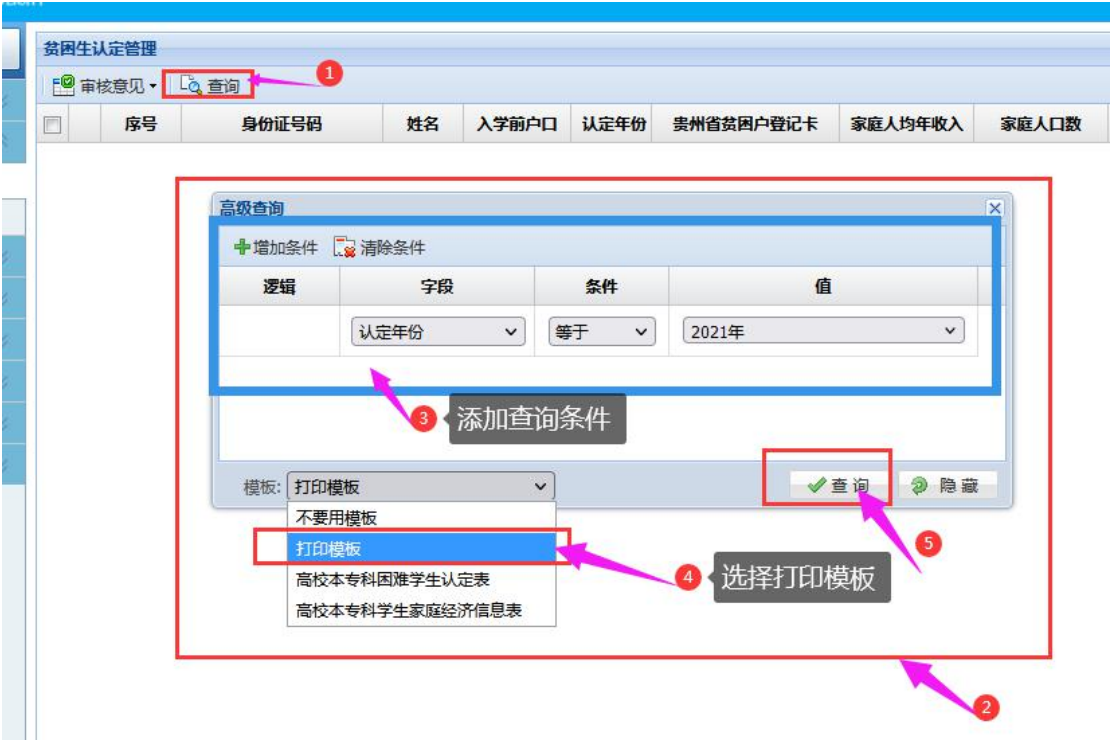 贫困生认定管理
审核意见 查询 1
序号 身份证号码 姓名 入学前户口 认定年份 贵州省贫困户登记卡 家庭人均年收入 家庭人口数
高级查询
增加条件 清除条件
逻辑 字段 条件 值
认定年份 等于 2021年
3 添加查询条件
模板: 打印模板 查询 隐藏
不要用模板
打印模板
5
4 选择打印模板
高校本专科困难学生认定表
高校本专科学生家庭经济信息表
2